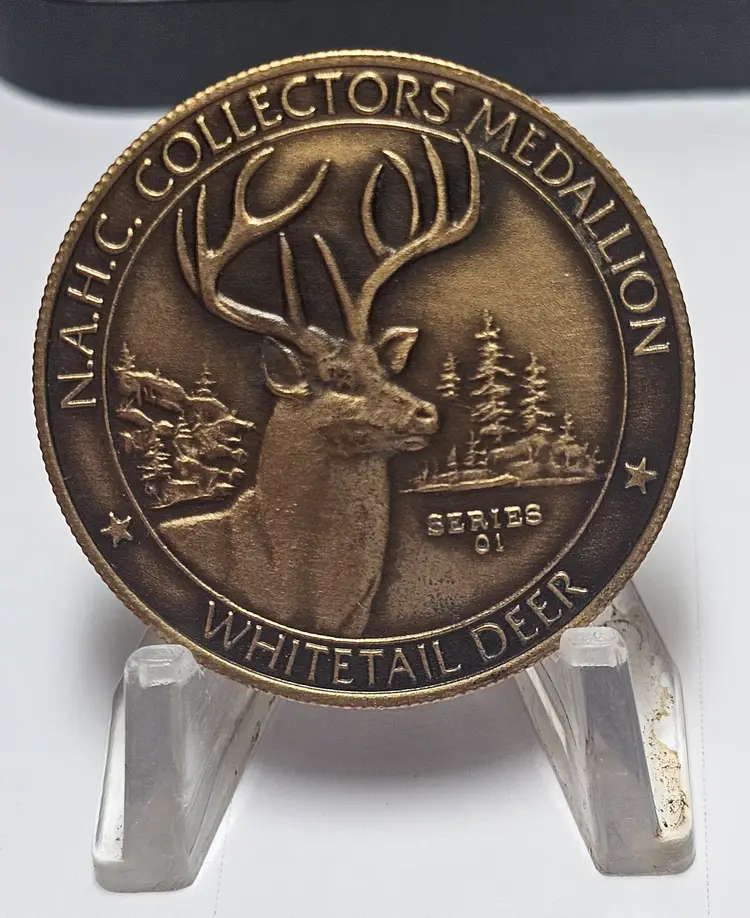 N.A.H.C. COLLECTORS MEDALLION
SERIES
01
WHITETAIL DEER